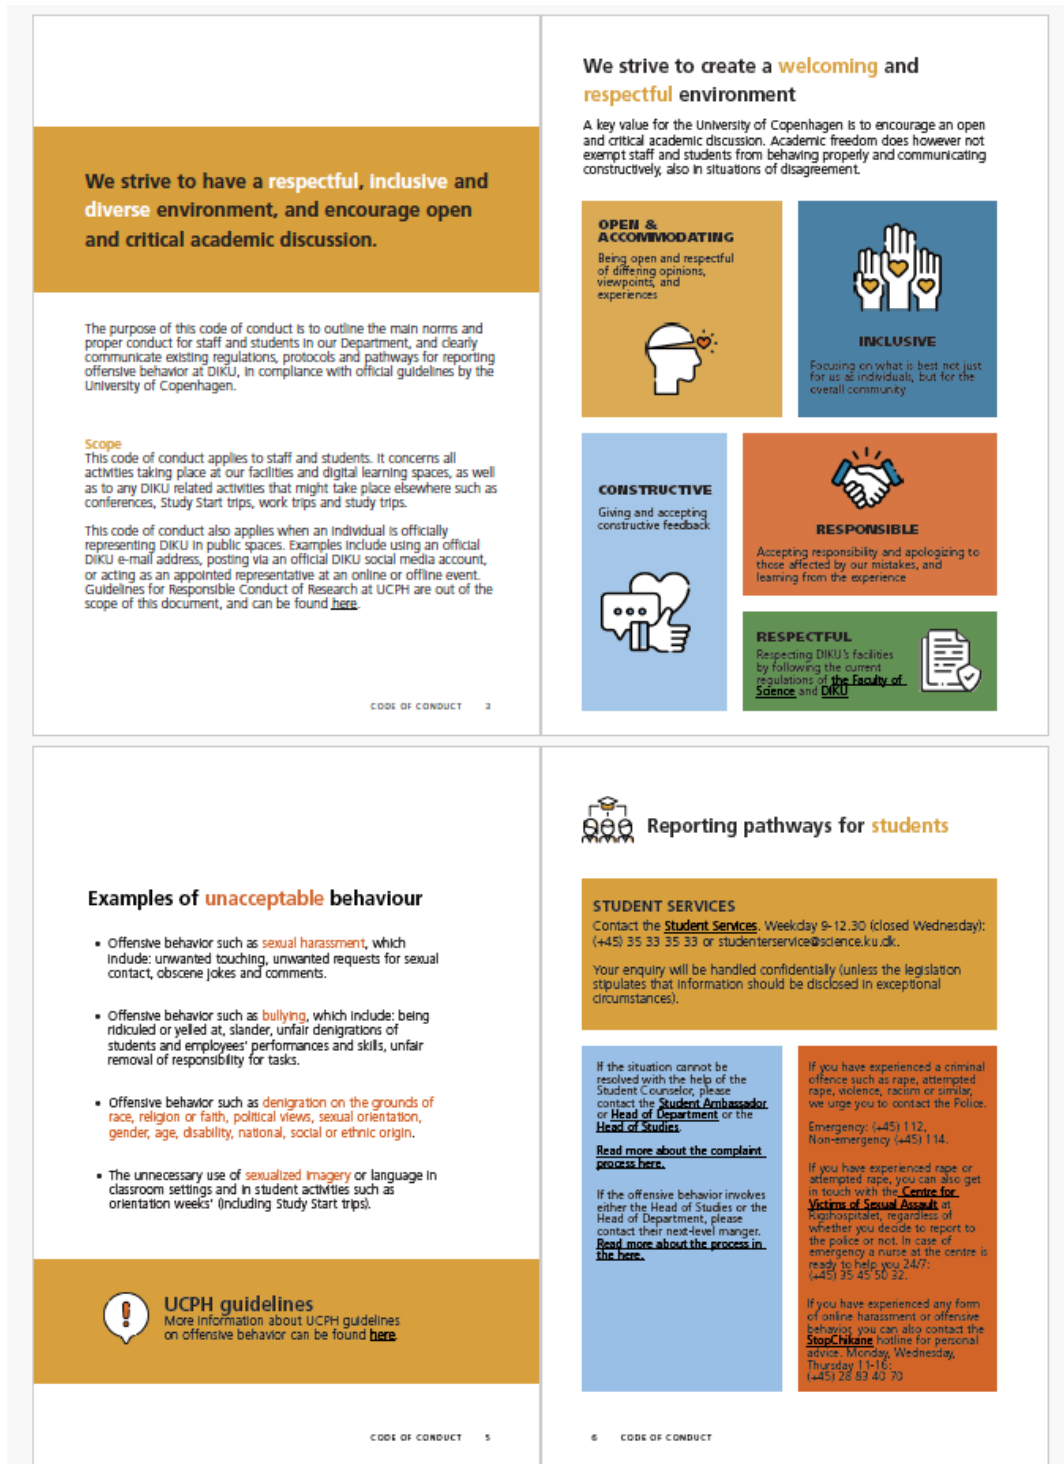 We strive to have a respectful, inclusive and
diverse environment, and encourage open
and critical academic discussion.
The purpose of this code of conduct is to outline the main norms and
proper conduct for staff and students in our Department, and clearly
communicate existing regulations, protocols and pathways for reporting
offensive behavior at DIKU, in compliance with official guidelines by the
University of Copenhagen.
Scope
This code of conduct applies to staff and students. It concerns all
activities taking place at our facilities and digital learning spaces, as well
as to any DIKU related activities that might take place elsewhere such as
conferences, Study Start trips, work trips and study trips.
This code of conduct also applies when an individual is officially
representing DIKU in public spaces. Examples include using an official
DIKU e-mail address, posting via an official DIKU social media account,
or acting as an appointed representative at an online or offline event.
Guidelines for Responsible Conduct of Research at UCPH are out of the
scope of this document, and can be found here.
CODE OF CONDUCT 3
We strive to create a welcoming and
respectful environment
A key value for the University of Copenhagen is to encourage an open
and critical academic discussion. Academic freedom does however not
exempt staff and students from behaving properly and communicating
constructively, also in situations of disagreement.
OPEN &
ACCOMMODATING
Being open and respectful
of differing opinions,
viewpoints, and
experiences
INCLUSIVE
Focusing on what is best not just
for us as individuals, but for the
overall community
CONSTRUCTIVE
Giving and accepting
constructive feedback
RESPONSIBLE
Accepting responsibility and apologizing to
those affected by our mistakes, and
learning from the experience
RESPECTFUL
Respecting DIKU's facilities
by following the current
regulations of the Faculty of
Science and DIKU
Examples of unacceptable behaviour
• Offensive behavior such as sexual harassment, which
include: unwanted touching, unwanted requests for sexual
contact, obscene jokes and comments.
• Offensive behavior such as bullying, which include: being
ridiculed or yelled at, slander, unfair denigrations of
students and employees' performances and skills, unfair
removal of responsibility for tasks.
• Offensive behavior such as denigration on the grounds of
race, religion or faith, political views, sexual orientation,
gender, age, disability, national, social or ethnic origin.
• The unnecessary use of sexualized imagery or language in
classroom settings and in student activities such as
orientation weeks' (including Study Start trips).
UCPH guidelines
More information about UCPH guidelines
on offensive behavior can be found here.
CODE OF CONDUCT 5
Reporting pathways for students
STUDENT SERVICES
Contact the Student Services. Weekday 9-12.30 (closed Wednesday):
(+45) 35 33 35 33 or studenterservice@science.ku.dk.
Your enquiry will be handled confidentially (unless the legislation
stipulates that information should be disclosed in exceptional
circumstances).
If the situation cannot be
resolved with the help of the
Student Counselor, please
contact the Student Ambassador
or Head of Department or the
Head of Studies.
Read more about the complaint
process here.
If the offensive behavior involves
either the Head of Studies or the
Head of Department, please
contact their next-level manger.
Read more about the process in
the here.
If you have experienced a criminal
offence such as rape, attempted
rape, violence, racism or similar,
we urge you to contact the Police.
Emergency: (+45) 112,
Non-emergency (+45) 114.
If you have experienced rape or
attempted rape, you can also get
in touch with the Centre for
Victims of Sexual Assault at
Rigshospitalet, regardless of
whether you decide to report to
the police or not. In case of
emergency a nurse at the centre is
ready to help you 24/7:
(+45) 35 45 50 32.
If you have experienced any form
of online harassment or offensive
behavior, you can also contact the
StopChikane hotline for personal
advice. Monday, Wednesday,
Thursday 11-16:
(+45) 28 83 40 70
6 CODE OF CONDUCT